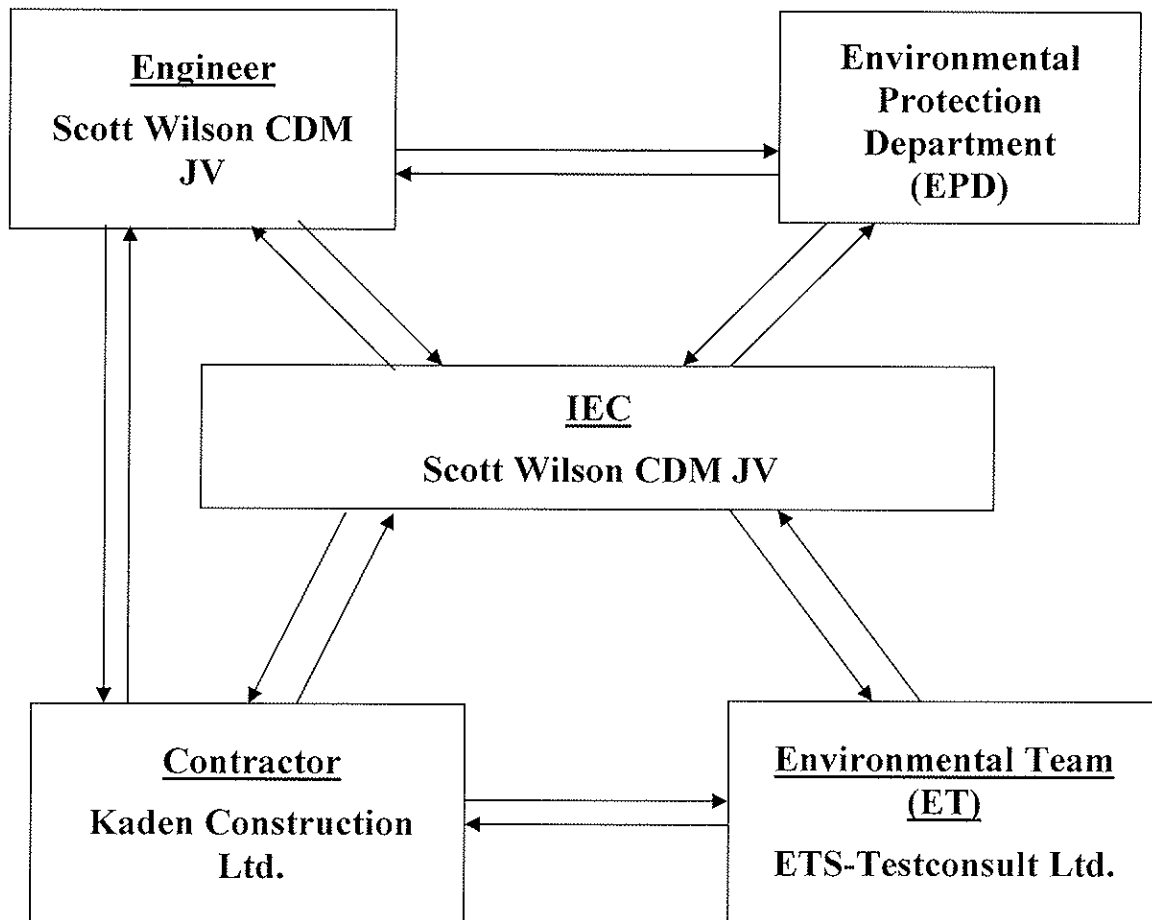 Engineer
Scott Wilson CDM
JV
Environmental
Protection
Department
(EPD)
IEC
Scott Wilson CDM JV
Contractor
Kaden Construction
Ltd.
Environmental Team
(ET)
ETS-Testconsult Ltd.